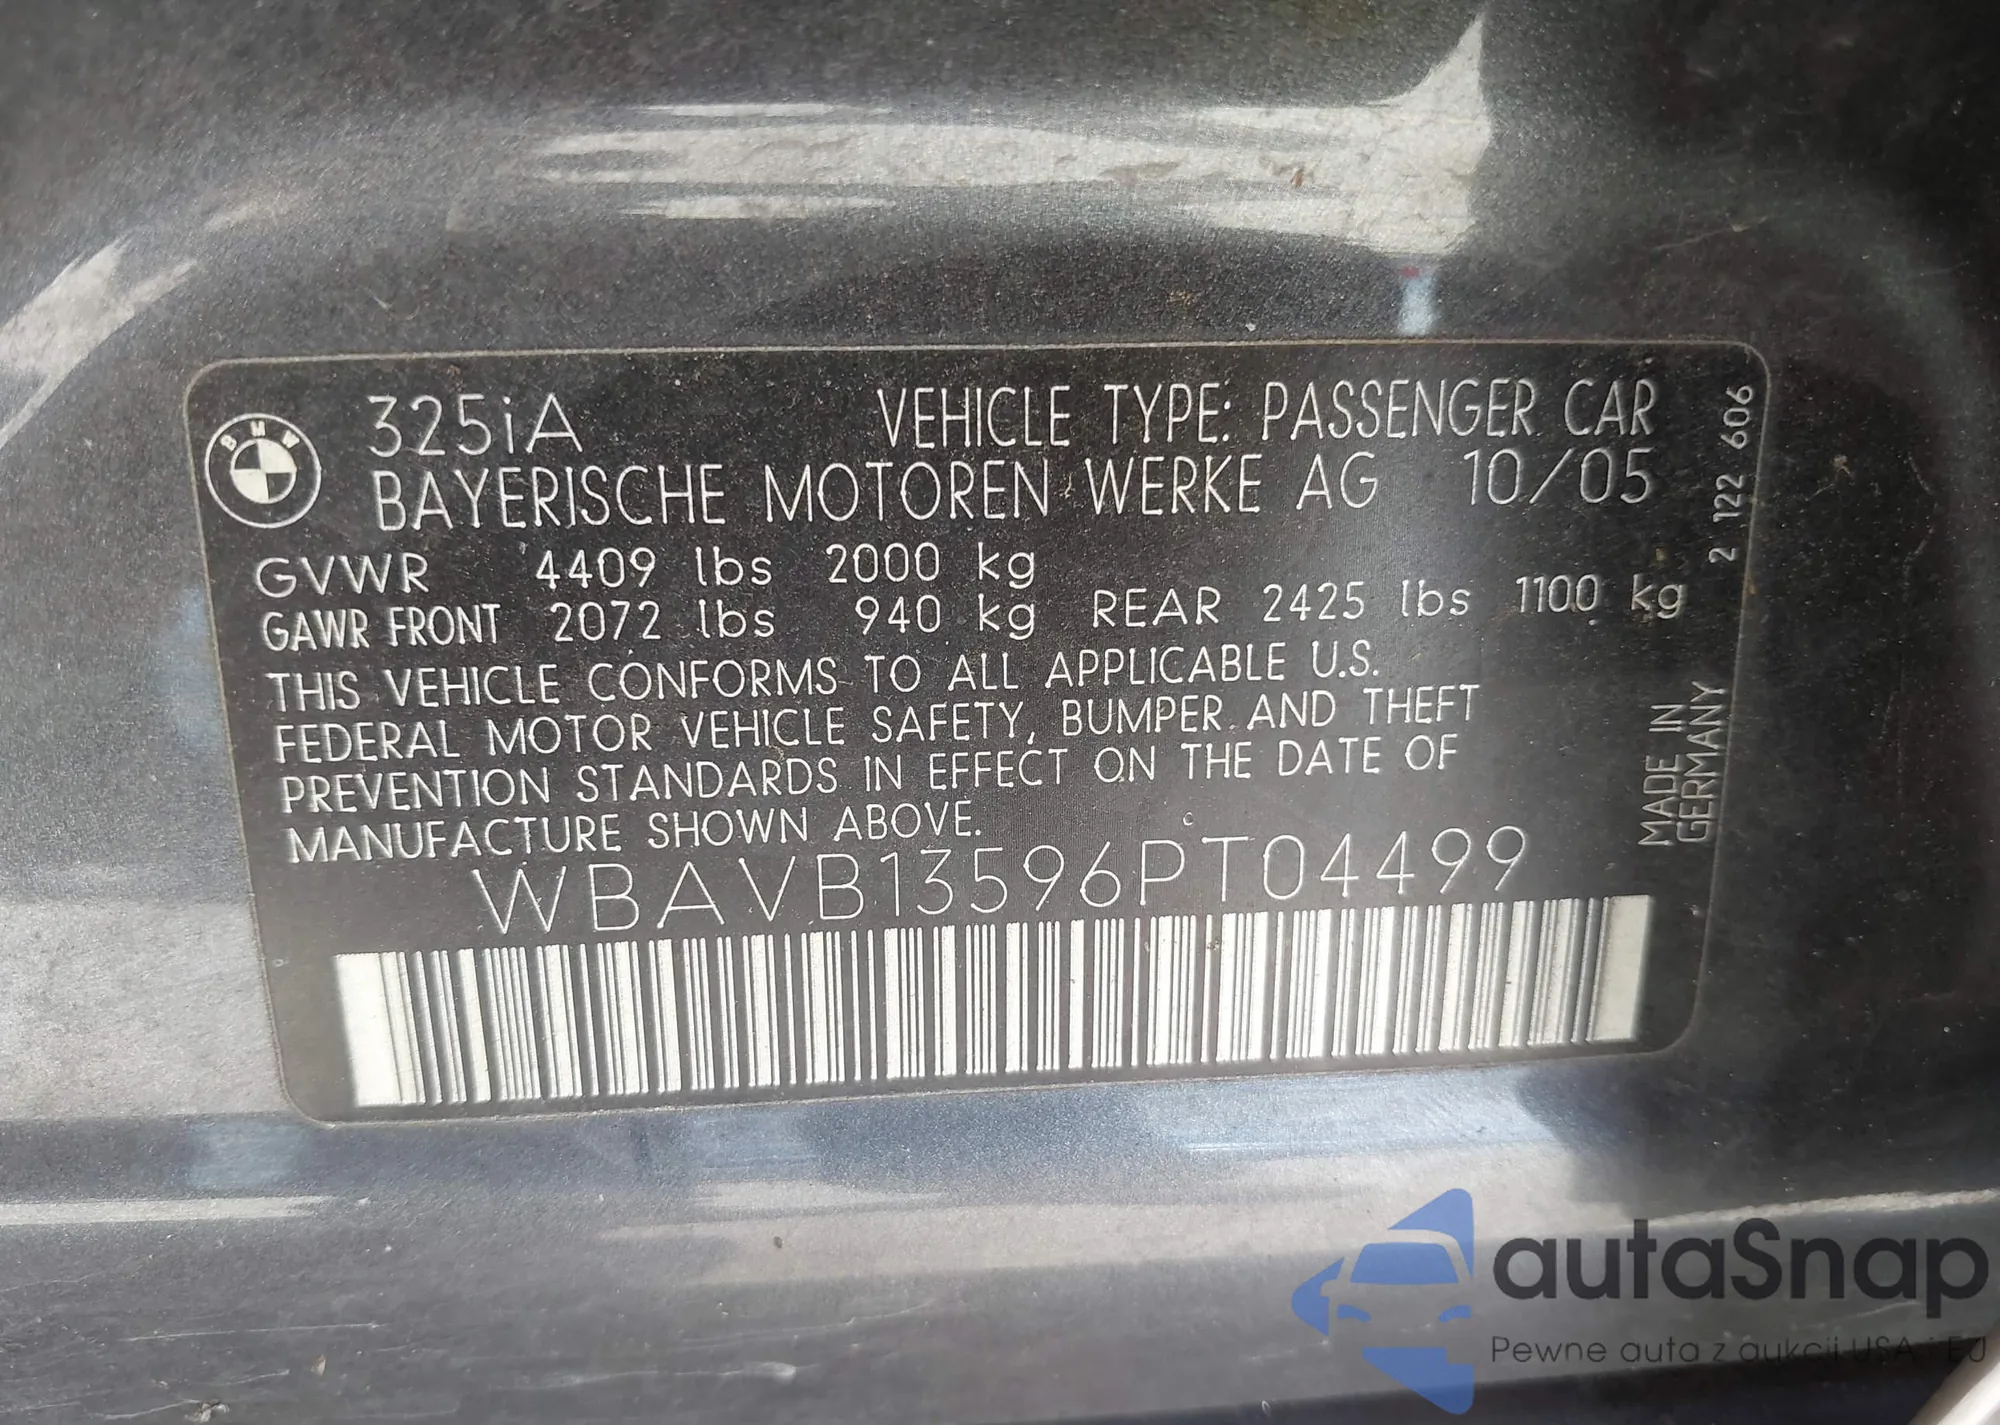 BMW
325iA VEHICLE TYPE: PASSENGER CAR
BAYERISCHE MOTOREN WERKE AG 10/05
GVWR 4409 lbs 2000 kg
GAWR FRONT 2072 lbs 940 kg REAR 2425 lbs 1100 kg
THIS VEHICLE CONFORMS TO ALL APPLICABLE U.S.
FEDERAL MOTOR VEHICLE SAFETY, BUMPER AND THEFT
PREVENTION STANDARDS IN EFFECT ON THE DATE OF
MANUFACTURE SHOWN ABOVE.
WBAVB13596PT04499
2 122 606
MADE IN
GERMANY
autaSnap
Pewne auta z aukcji USA i EU